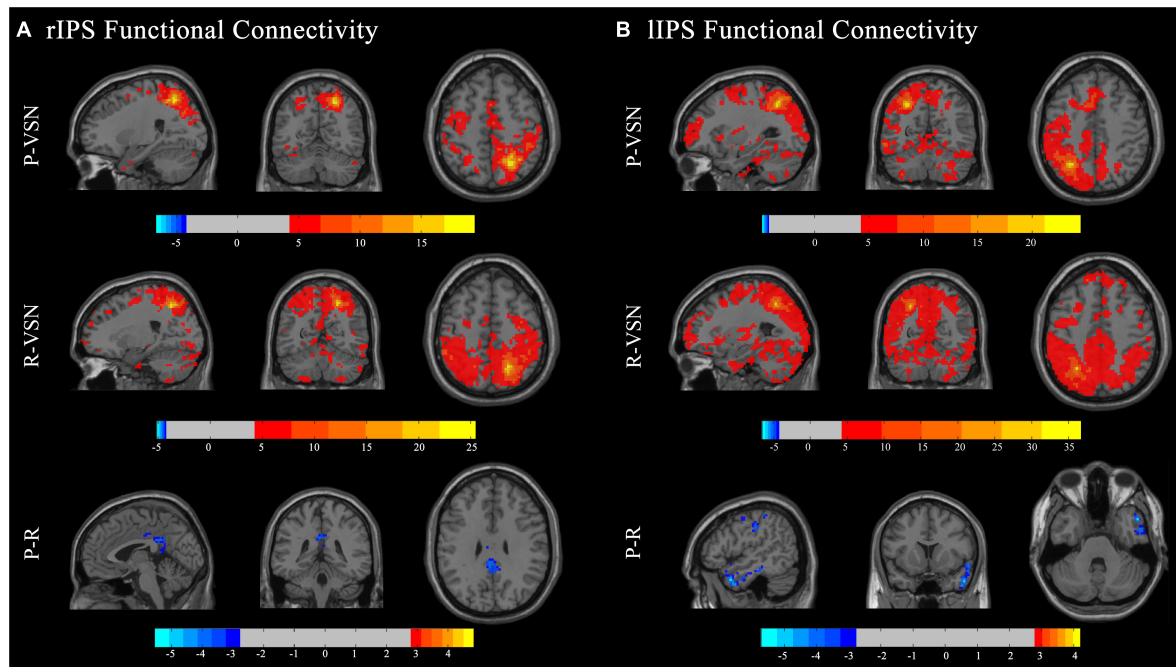 A rIPS Functional Connectivity
P-VSN
-5 0 5 10 15
R-VSN
-5 0 5 10 15 20 25
P-R
-5 -4 -3 -2 -1 0 1 2 3 4
B lIPS Functional Connectivity
P-VSN
0 5 10 15 20
R-VSN
-5 0 5 10 15 20 25 30 35
P-R
-5 -4 -3 -2 -1 0 1 2 3 4